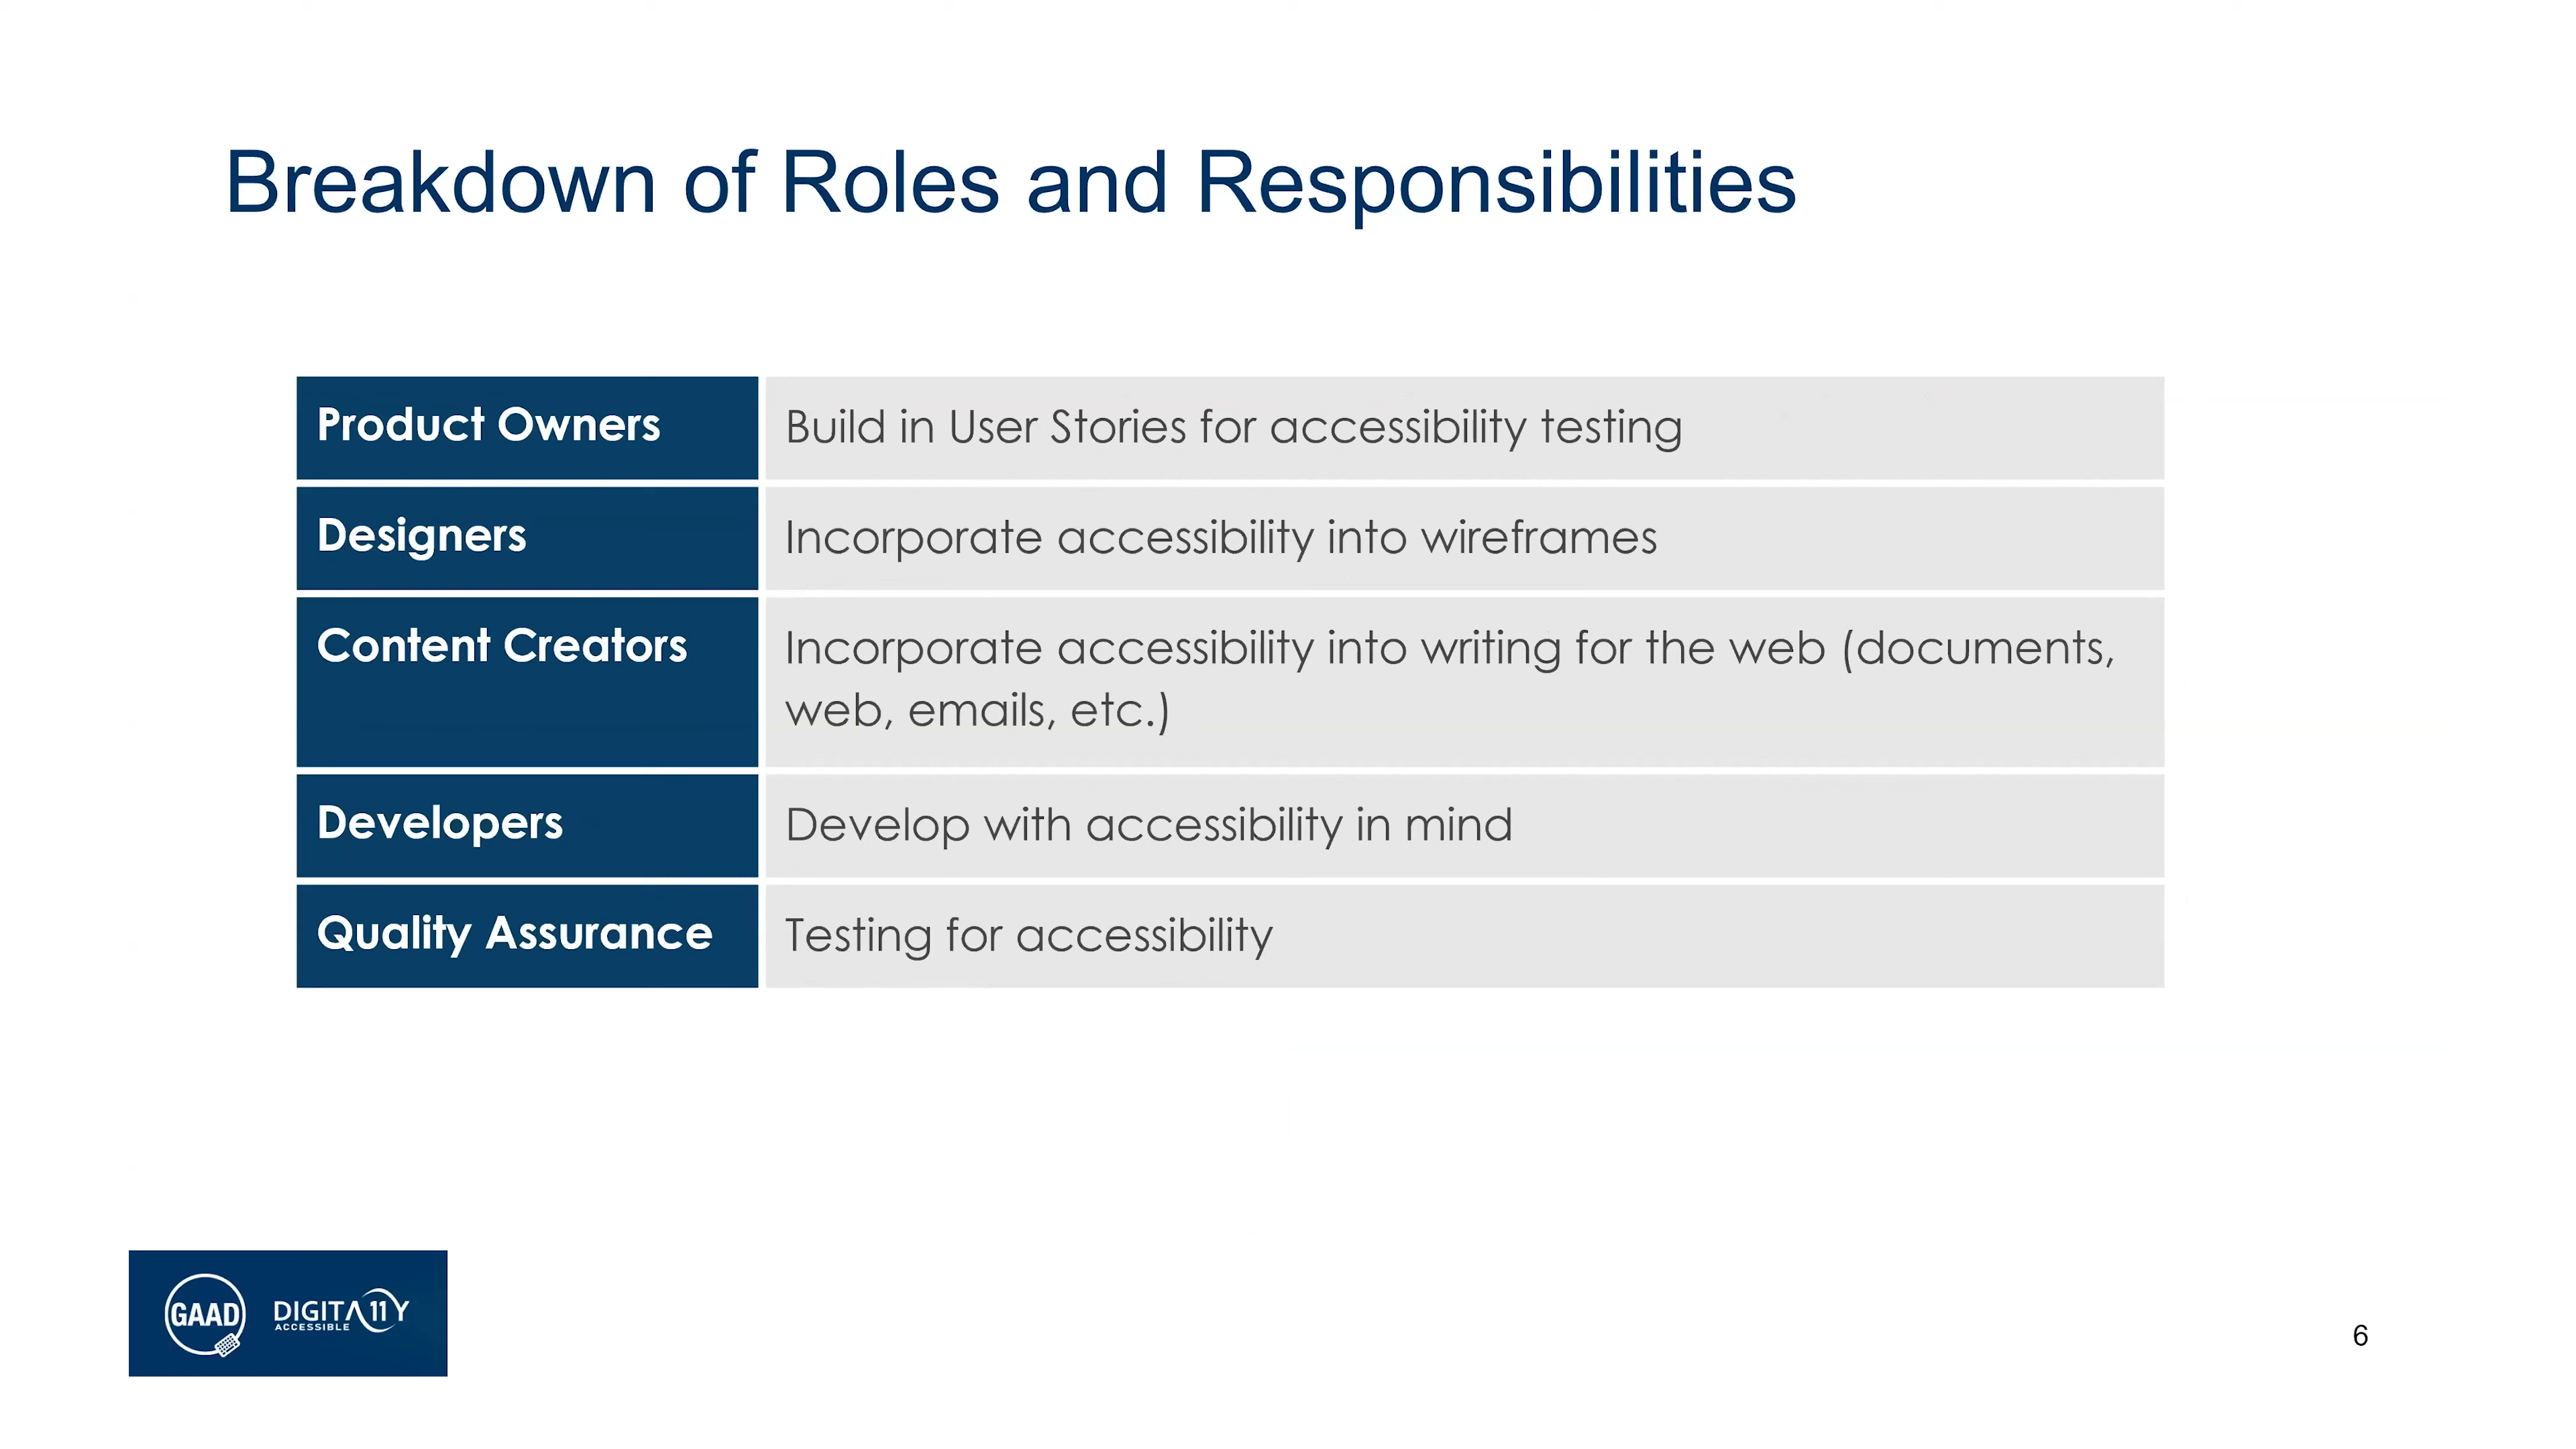 Breakdown of Roles and Responsibilities
Product Owners
Build in User Stories for accessibility testing
Designers
Incorporate accessibility into wireframes
Content Creators
Incorporate accessibility into writing for the web (documents,
web, emails, etc.)
Developers
Develop with accessibility in mind
Quality Assurance
Testing for accessibility
GAAD
DIGITA11Y
ACCESSIBLE
6